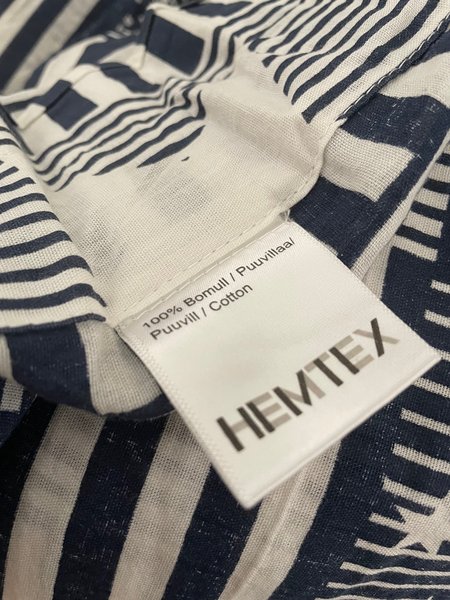 100% Bomull / Puuvillaa/
Puuvill / Cotton
HEMTEX